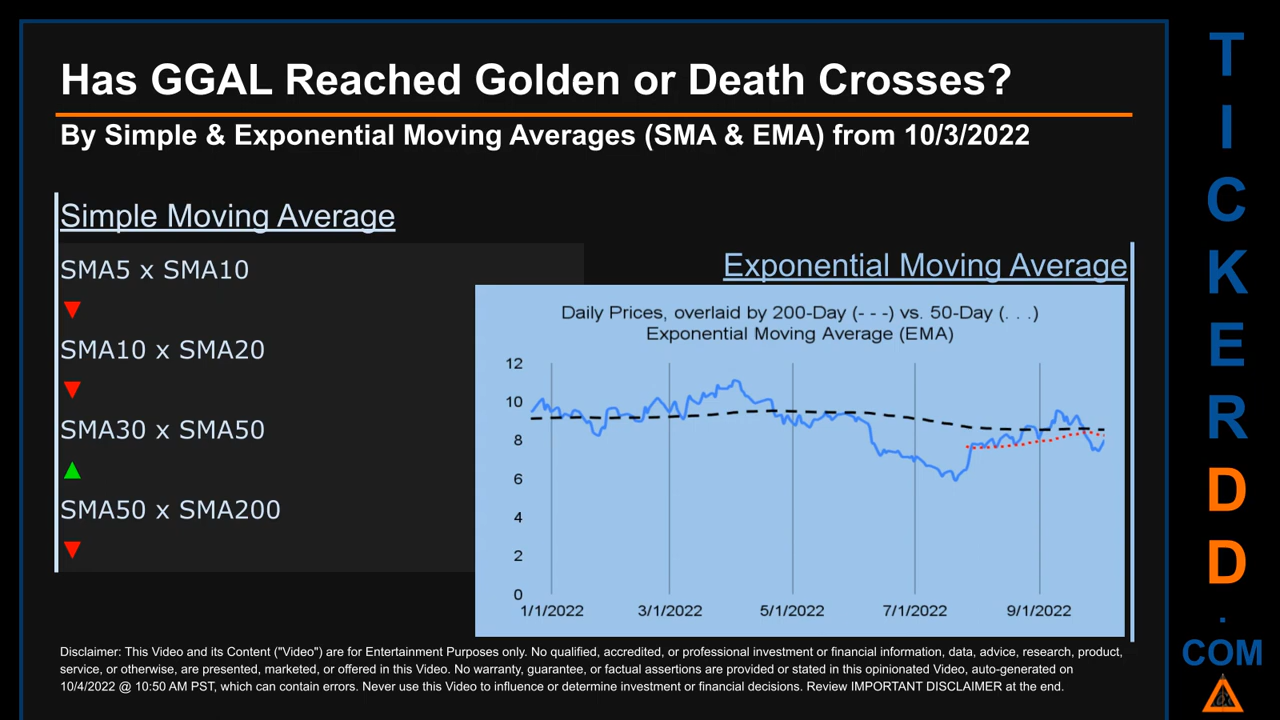 Has GGAL Reached Golden or Death Crosses?
By Simple & Exponential Moving Averages (SMA & EMA) from 10/3/2022
Simple Moving Average
SMA5 x SMA10
▼
SMA10 x SMA20
▼
SMA30 x SMA50
▲
SMA50 x SMA200
▼
Exponential Moving Average
Daily Prices, overlaid by 200-Day (- - -) vs. 50-Day (. . .)
Exponential Moving Average (EMA)
12
10
8
6
4
2
0
1/1/2022 3/1/2022 5/1/2022 7/1/2022 9/1/2022
Disclaimer: This Video and its Content ("Video") are for Entertainment Purposes only. No qualified, accredited, or professional investment or financial information, data, advice, research, product,
service, or otherwise, are presented, marketed, or offered in this Video. No warranty, guarantee, or factual assertions are provided or stated in this opinionated Video, auto-generated on
10/4/2022 @ 10:50 AM PST, which can contain errors. Never use this Video to influence or determine investment or financial decisions. Review IMPORTANT DISCLAIMER at the end.
T
I
C
K
E
R
D
D
.
COM